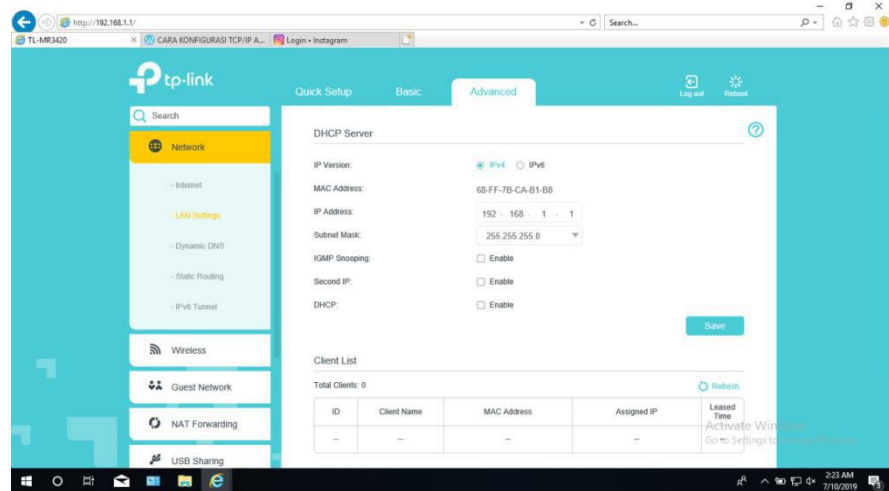 http://192.168.1.1/
Search...
TL-MR3420
CARA KONFIGURASI TCP/IP A...
Login • Instagram
tp-link
Quick Setup
Basic
Advanced
Log out
Reboot
Search
Network
- Internet
- LAN Settings
- Dynamic DNS
- Static Routing
- IPv6 Tunnel
Wireless
Guest Network
NAT Forwarding
USB Sharing
DHCP Server
IP Version: IPv4 IPv6
MAC Address: 68-FF-7B-CA-B1-B8
IP Address: 192 . 168 . 1 . 1
Subnet Mask: 255.255.255.0
IGMP Snooping: Enable
Second IP: Enable
DHCP: Enable
Save
Client List
Total Clients: 0
Refresh
ID Client Name MAC Address Assigned IP Leased Time
-- -- -- -- --
Activate Win
Go to Settings to
2:23 AM
7/10/2019